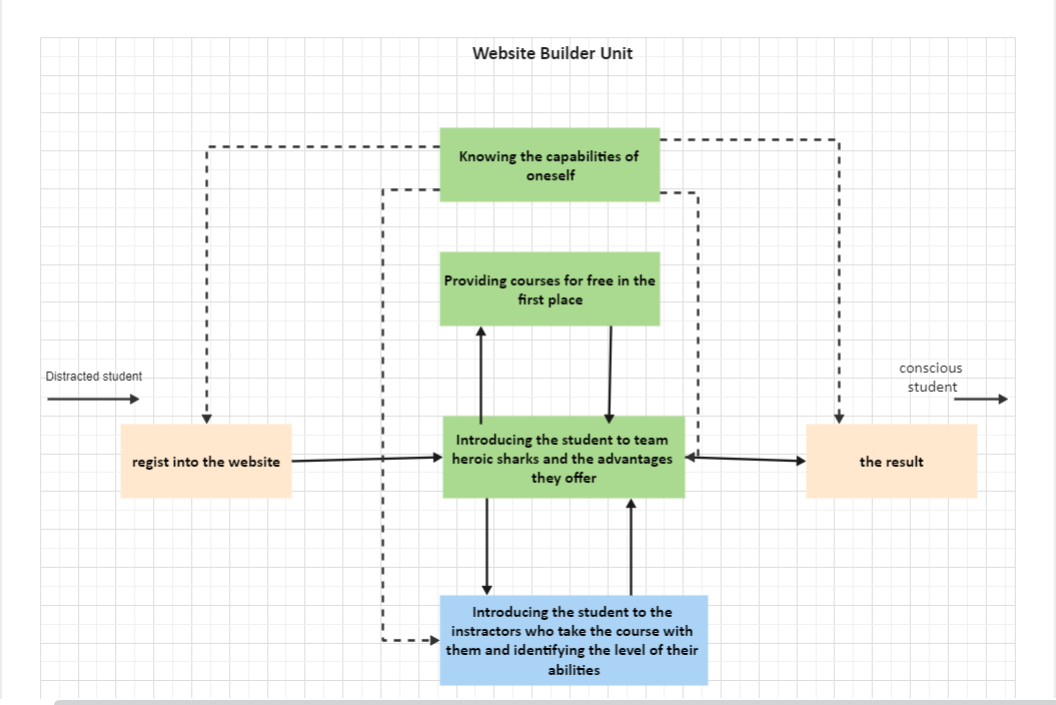 Website Builder Unit
Knowing the capabilities of
oneself
Providing courses for free in the
first place
Distracted student
conscious
student
regist into the website
Introducing the student to team
heroic sharks and the advantages
they offer
the result
Introducing the student to the
instractors who take the course with
them and identifying the level of their
abilities